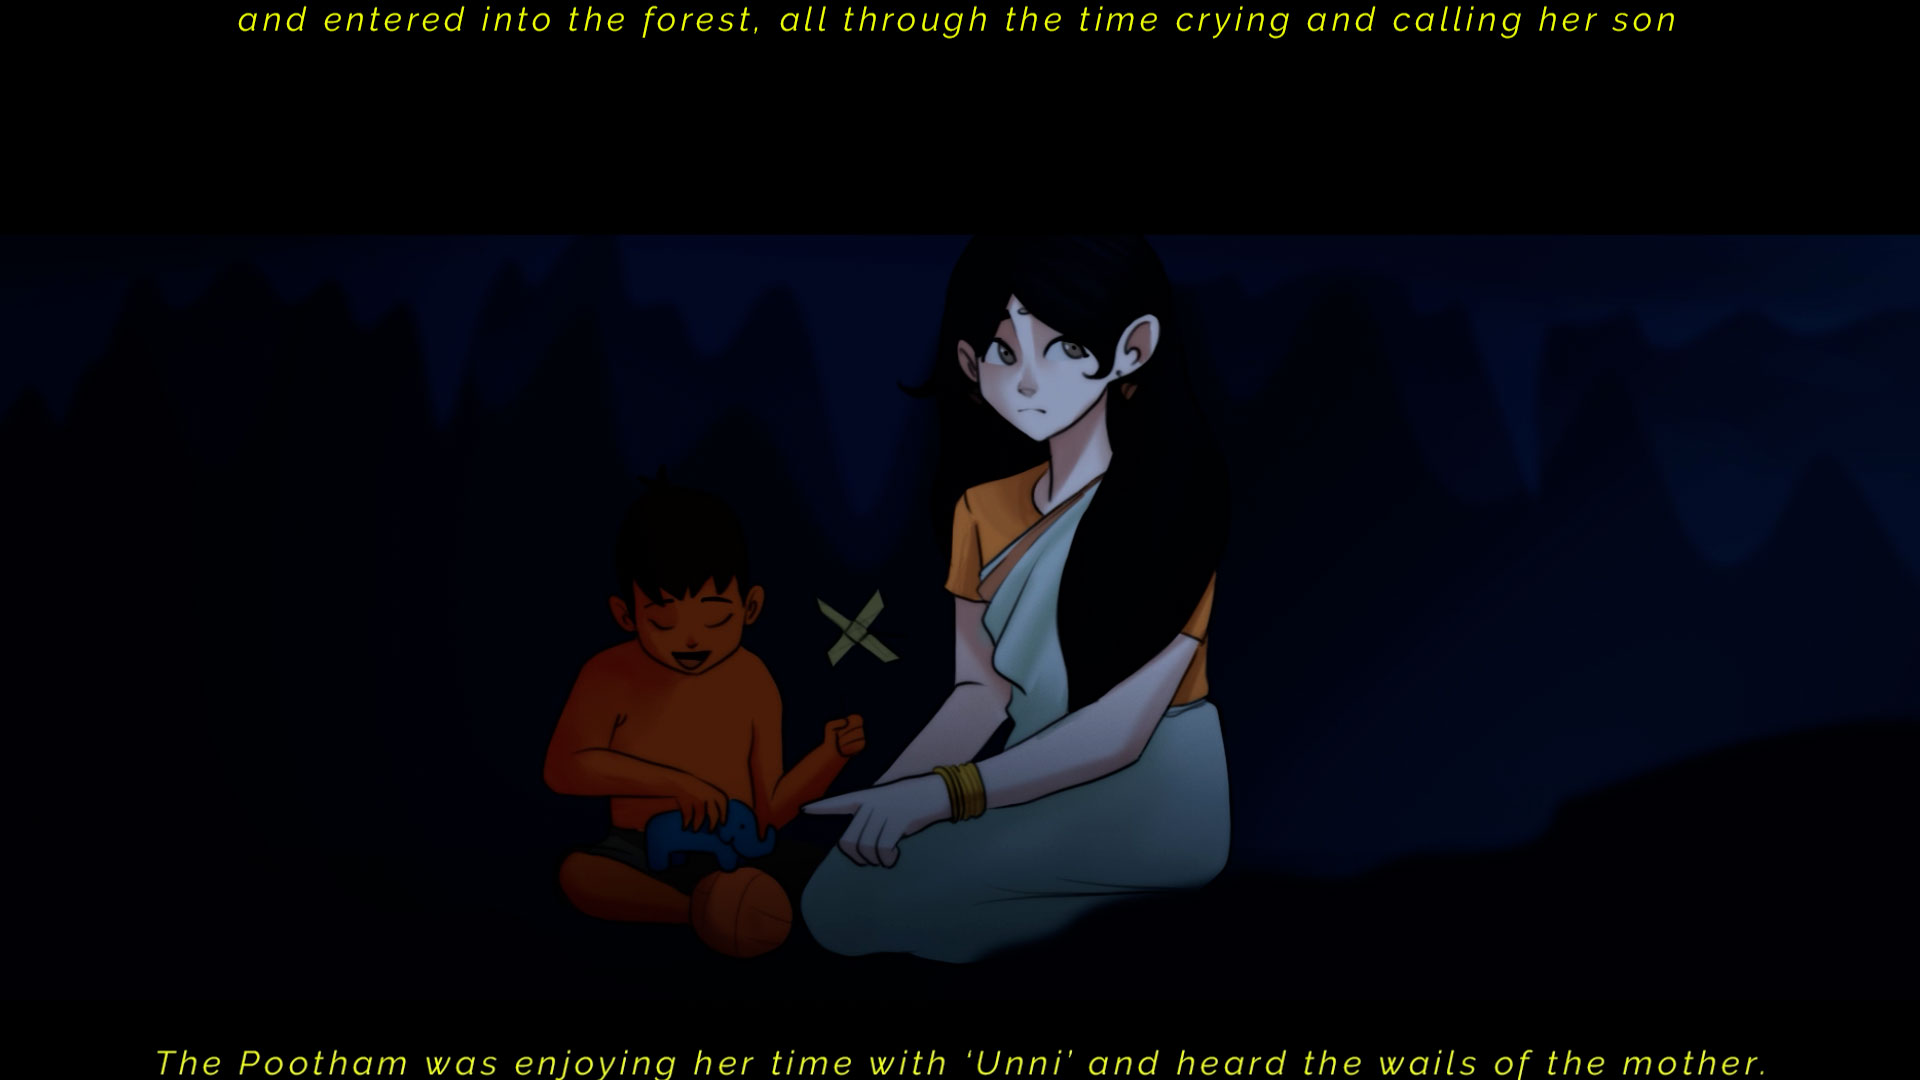 and entered into the forest, all through the time crying and calling her son
The Pootham was enjoying her time with ‘Unni’ and heard the wails of the mother.